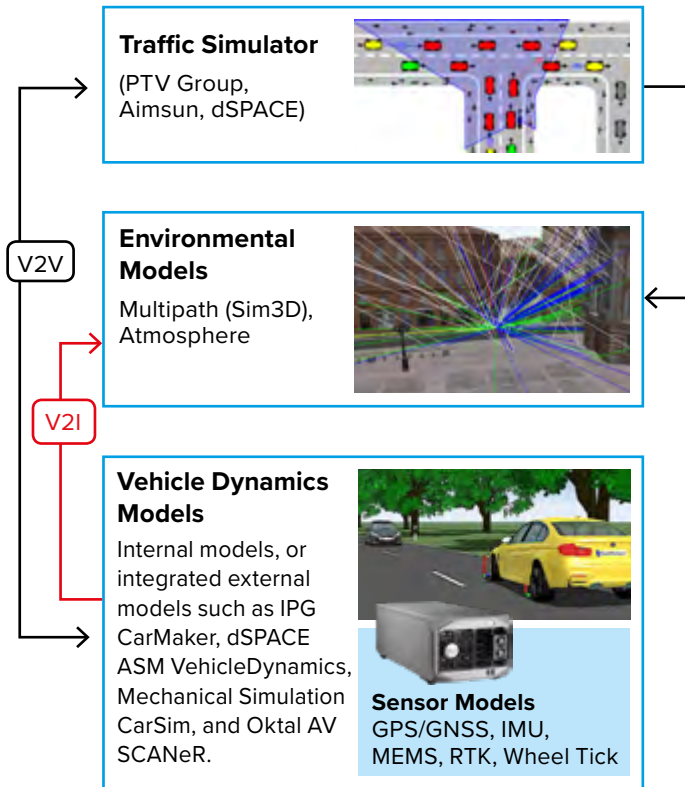 Traffic Simulator
(PTV Group,
Aimsun, dSPACE)
V2V
Environmental
Models
Multipath (Sim3D),
Atmosphere
V2I
Vehicle Dynamics
Models
Internal models, or
integrated external
models such as IPG
CarMaker, dSPACE
ASM VehicleDynamics,
Mechanical Simulation
CarSim, and Oktal AV
SCANeR.
Sensor Models
GPS/GNSS, IMU,
MEMS, RTK, Wheel Tick